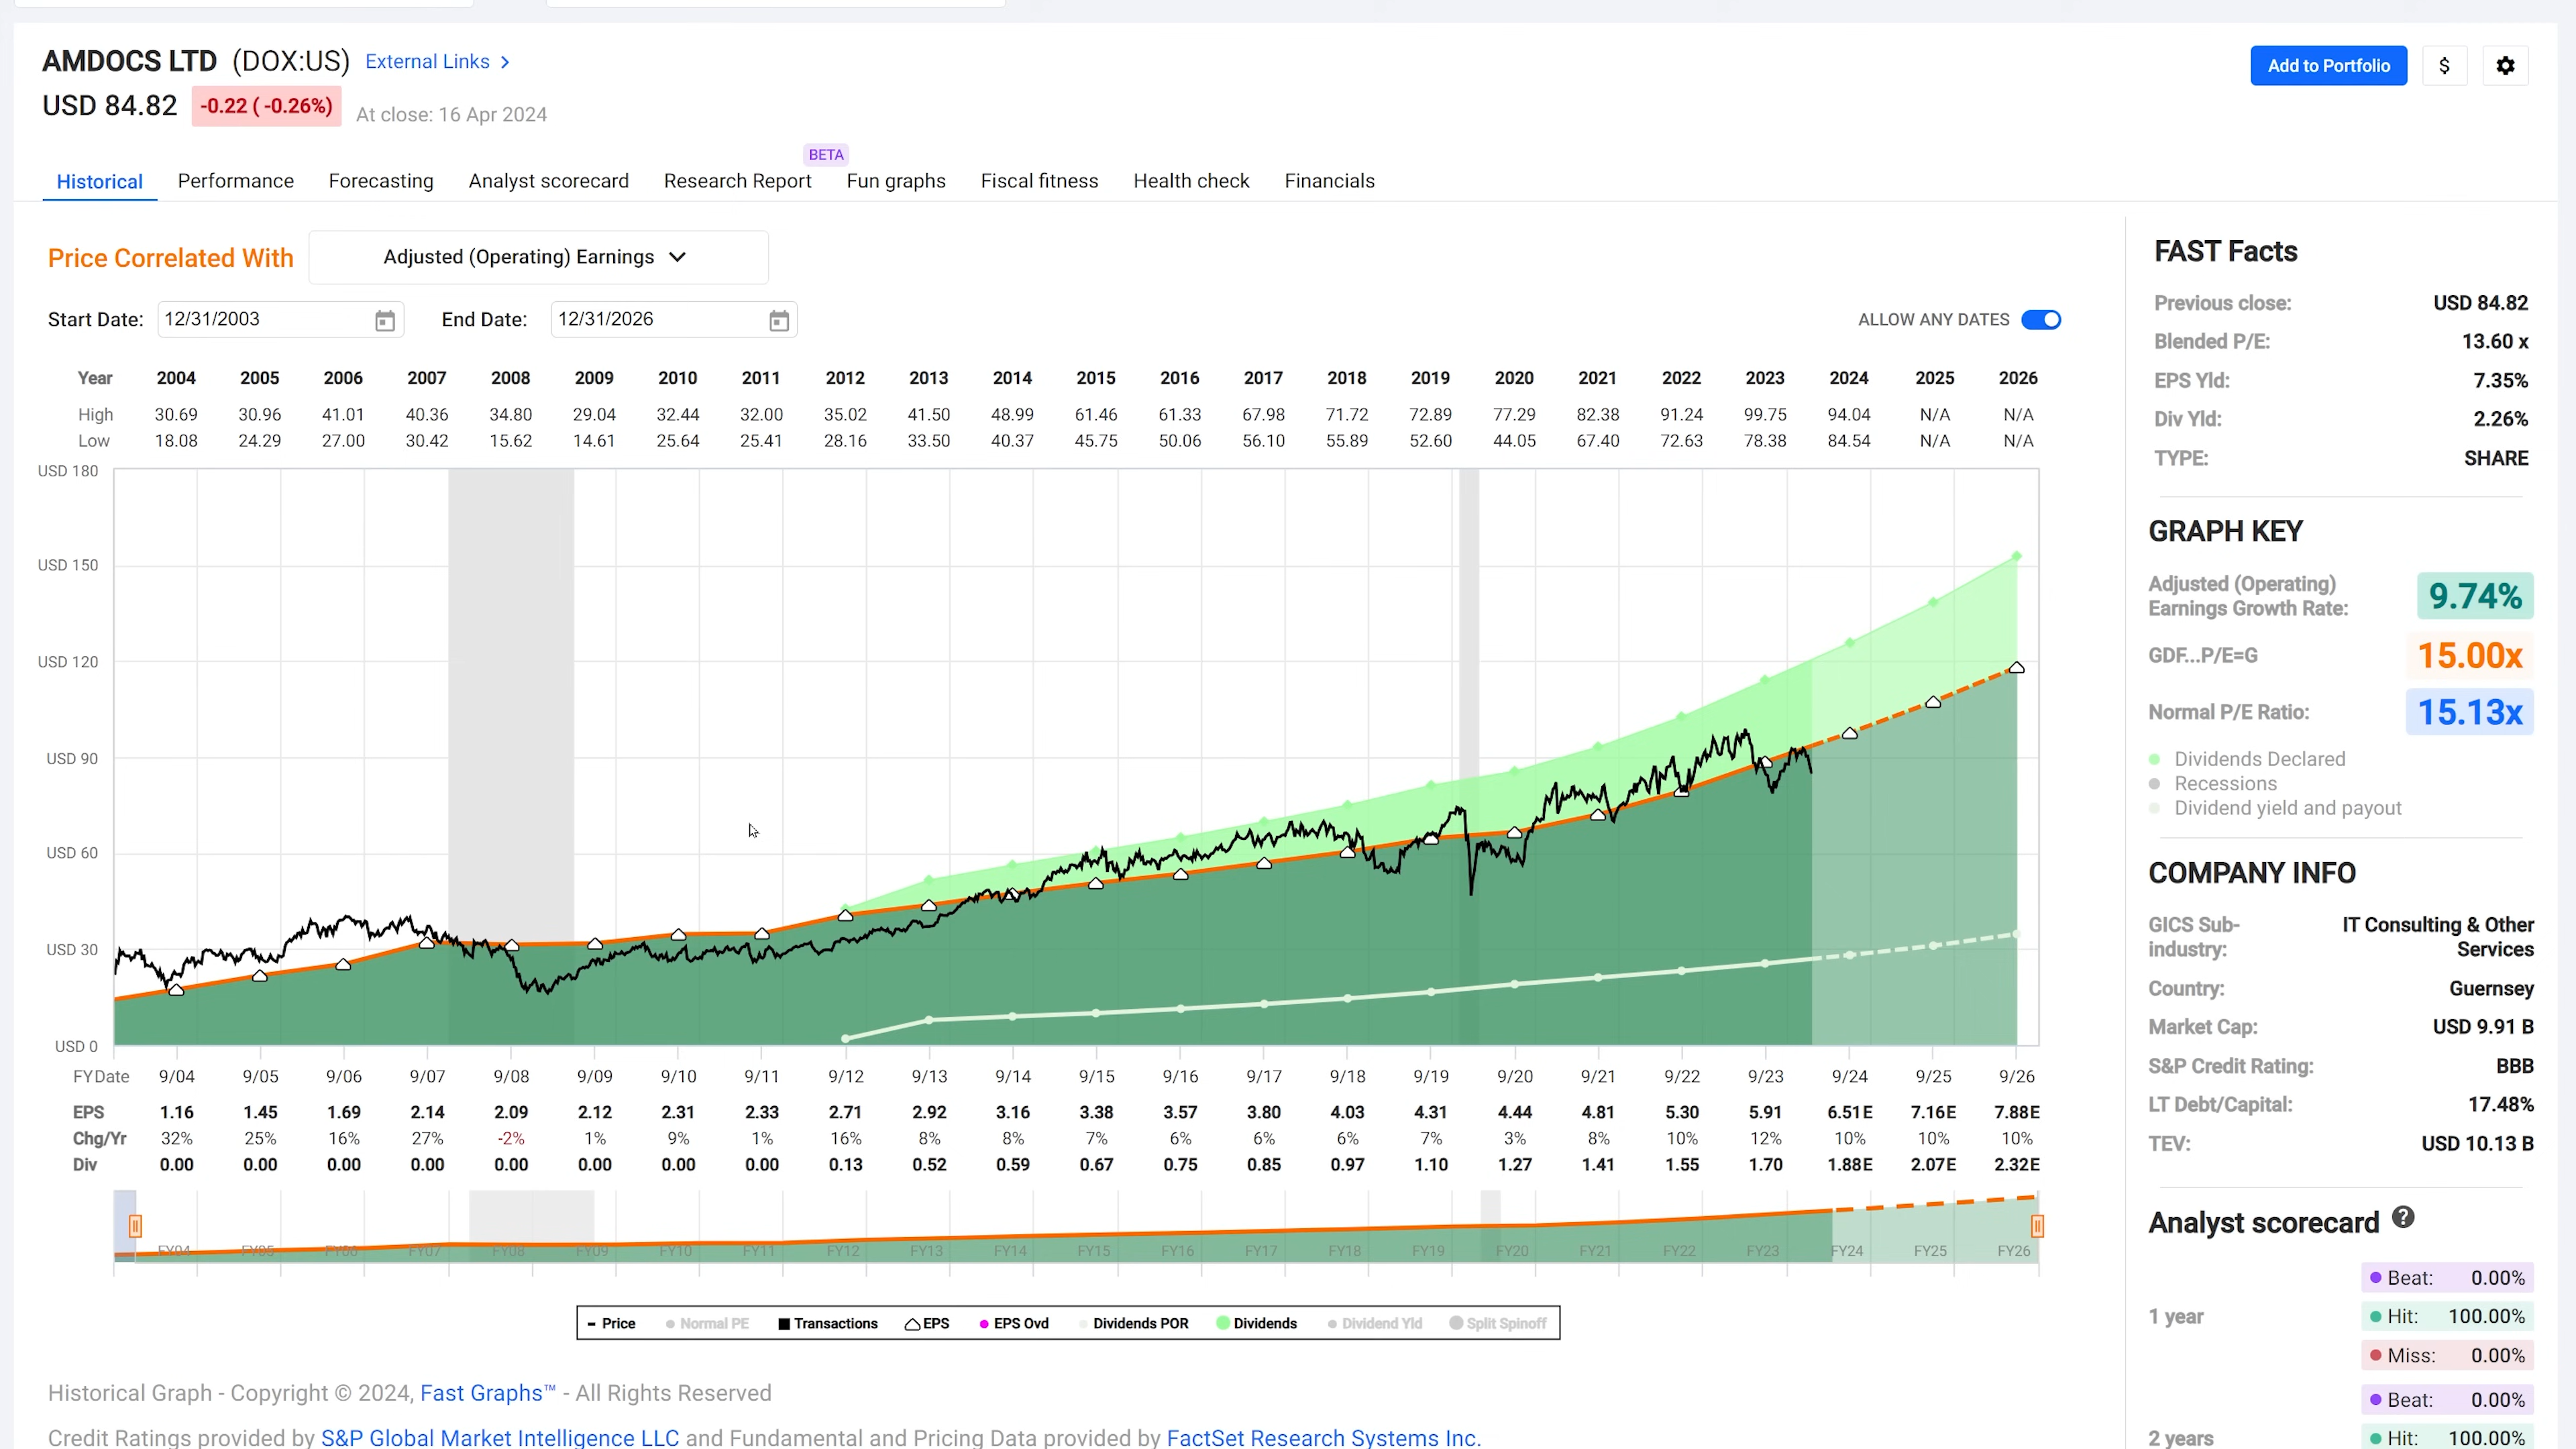 AMDOCS LTD (DOX:US) External Links >
USD 84.82 -0.22 ( -0.26%) At close: 16 Apr 2024
Add to Portfolio $
BETA
Historical Performance Forecasting Analyst scorecard Research Report Fun graphs Fiscal fitness Health check Financials
Price Correlated With Adjusted (Operating) Earnings
Start Date: 12/31/2003 End Date: 12/31/2026 ALLOW ANY DATES
Year 2004 2005 2006 2007 2008 2009 2010 2011 2012 2013 2014 2015 2016 2017 2018 2019 2020 2021 2022 2023 2024 2025 2026
High 30.69 30.96 41.01 40.36 34.80 29.04 32.44 32.00 35.02 41.50 48.99 61.46 61.33 67.98 71.72 72.89 77.29 82.38 91.24 99.75 94.04 N/A N/A
Low 18.08 24.29 27.00 30.42 15.62 14.61 25.64 25.41 28.16 33.50 40.37 45.75 50.06 56.10 55.89 52.60 44.05 67.40 72.63 78.38 84.54 N/A N/A
USD 180
USD 150
USD 120
USD 90
USD 60
USD 30
USD 0
FYDate 9/04 9/05 9/06 9/07 9/08 9/09 9/10 9/11 9/12 9/13 9/14 9/15 9/16 9/17 9/18 9/19 9/20 9/21 9/22 9/23 9/24 9/25 9/26
EPS 1.16 1.45 1.69 2.14 2.09 2.12 2.31 2.33 2.71 2.92 3.16 3.38 3.57 3.80 4.03 4.31 4.44 4.81 5.30 5.91 6.51E 7.16E 7.88E
Chg/Yr 32% 25% 16% 27% -2% 1% 9% 1% 16% 8% 8% 7% 6% 6% 6% 7% 3% 8% 10% 12% 10% 10% 10%
Div 0.00 0.00 0.00 0.00 0.00 0.00 0.00 0.00 0.13 0.52 0.59 0.67 0.75 0.85 0.97 1.10 1.27 1.41 1.55 1.70 1.88E 2.07E 2.32E
FY04 FY05 FY06 FY07 FY08 FY09 FY10 FY11 FY12 FY13 FY14 FY15 FY16 FY17 FY18 FY19 FY20 FY21 FY22 FY23 FY24 FY25 FY26
Price Normal PE Transactions EPS EPS Ovd Dividends POR Dividends Dividend Yld Split Spinoff
Historical Graph - Copyright © 2024, Fast Graphs™ - All Rights Reserved
Credit Ratings provided by S&P Global Market Intelligence LLC and Fundamental and Pricing Data provided by FactSet Research Systems Inc.
FAST Facts
Previous close: USD 84.82
Blended P/E: 13.60 x
EPS Yld: 7.35%
Div Yld: 2.26%
TYPE: SHARE
GRAPH KEY
Adjusted (Operating)
Earnings Growth Rate: 9.74%
GDF...P/E=G 15.00x
Normal P/E Ratio: 15.13x
Dividends Declared
Recessions
Dividend yield and payout
COMPANY INFO
GICS Sub- IT Consulting & Other
industry: Services
Country: Guernsey
Market Cap: USD 9.91 B
S&P Credit Rating: BBB
LT Debt/Capital: 17.48%
TEV: USD 10.13 B
Analyst scorecard ?
Beat: 0.00%
1 year Hit: 100.00%
Miss: 0.00%
Beat: 0.00%
2 years Hit: 100.00%